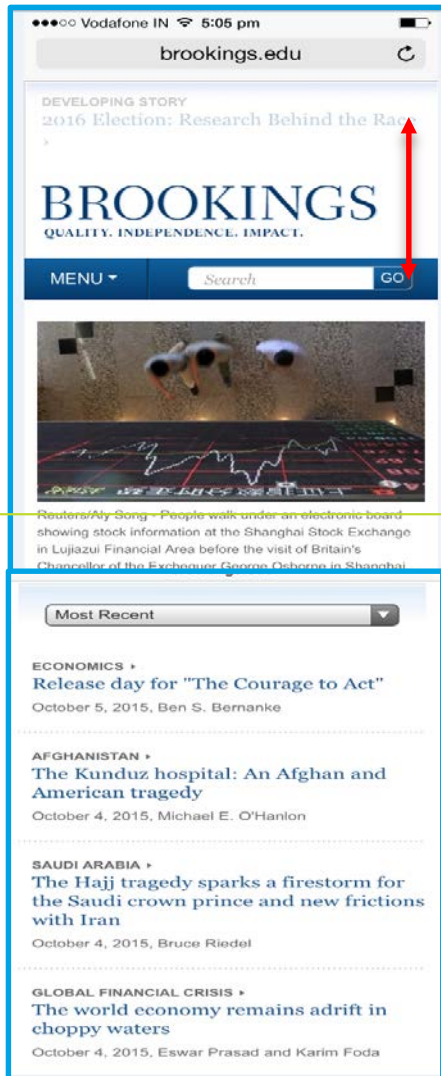 Vodafone IN 5:05 pm
brookings.edu
DEVELOPING STORY
2016 Election: Research Behind the Race
›
BROOKINGS
QUALITY. INDEPENDENCE. IMPACT.
MENU Search GO
Reuters/Aly Song - People walk under an electronic board
showing stock information at the Shanghai Stock Exchange
in Lujiazui Financial Area before the visit of Britain's
Chancellor of the Exchequer George Osborne in Shanghai
Most Recent
ECONOMICS ›
Release day for "The Courage to Act"
October 5, 2015, Ben S. Bernanke
AFGHANISTAN ›
The Kunduz hospital: An Afghan and
American tragedy
October 4, 2015, Michael E. O'Hanlon
SAUDI ARABIA ›
The Hajj tragedy sparks a firestorm for
the Saudi crown prince and new frictions
with Iran
October 4, 2015, Bruce Riedel
GLOBAL FINANCIAL CRISIS ›
The world economy remains adrift in
choppy waters
October 4, 2015, Eswar Prasad and Karim Foda